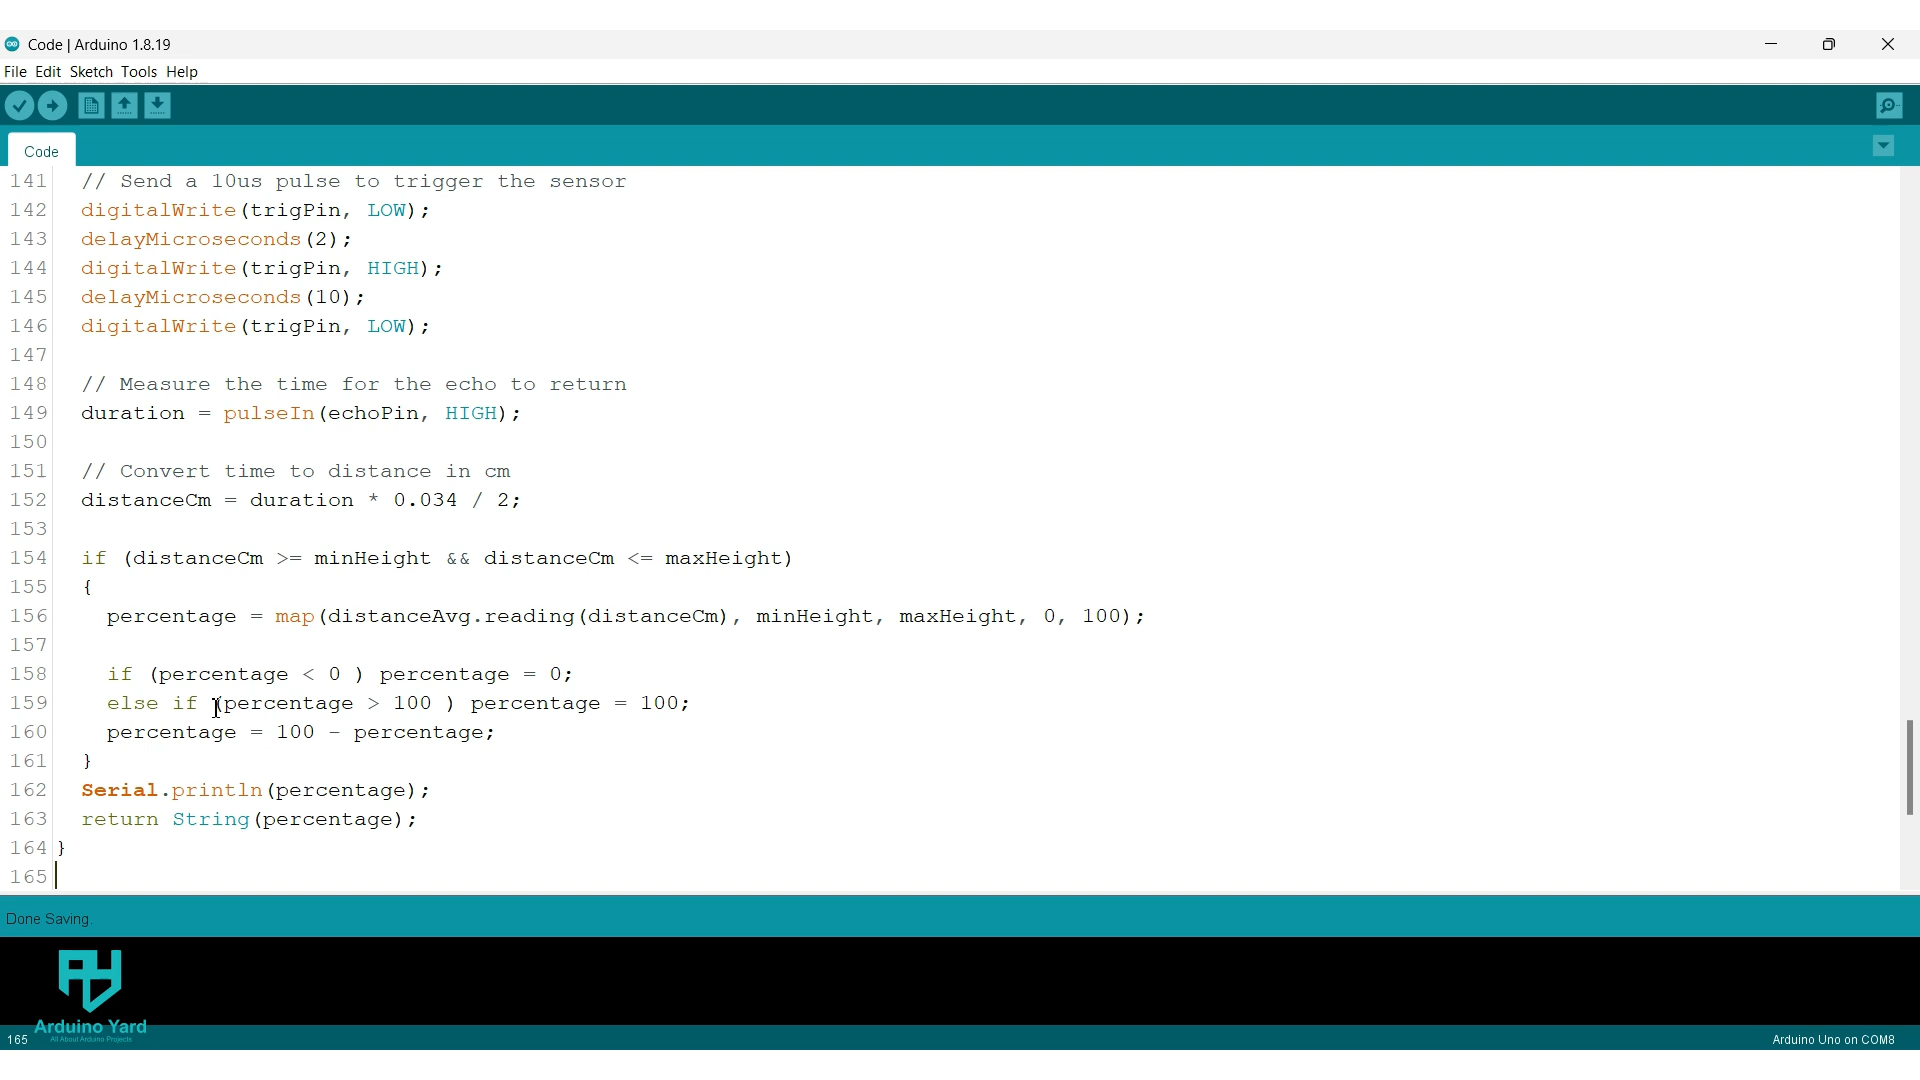 Code | Arduino 1.8.19
File Edit Sketch Tools Help
Code
141 // Send a 10us pulse to trigger the sensor
142 digitalWrite(trigPin, LOW);
143 delayMicroseconds(2);
144 digitalWrite(trigPin, HIGH);
145 delayMicroseconds(10);
146 digitalWrite(trigPin, LOW);
147
148 // Measure the time for the echo to return
149 duration = pulseIn(echoPin, HIGH);
150
151 // Convert time to distance in cm
152 distanceCm = duration * 0.034 / 2;
153
154 if (distanceCm >= minHeight && distanceCm <= maxHeight)
155 {
156 percentage = map(distanceAvg.reading(distanceCm), minHeight, maxHeight, 0, 100);
157
158 if (percentage < 0 ) percentage = 0;
159 else if (percentage > 100 ) percentage = 100;
160 percentage = 100 - percentage;
161 }
162 Serial.println(percentage);
163 return String(percentage);
164 }
165
Done Saving.
Arduino Yard
All About Arduino Projects
165
Arduino Uno on COM8